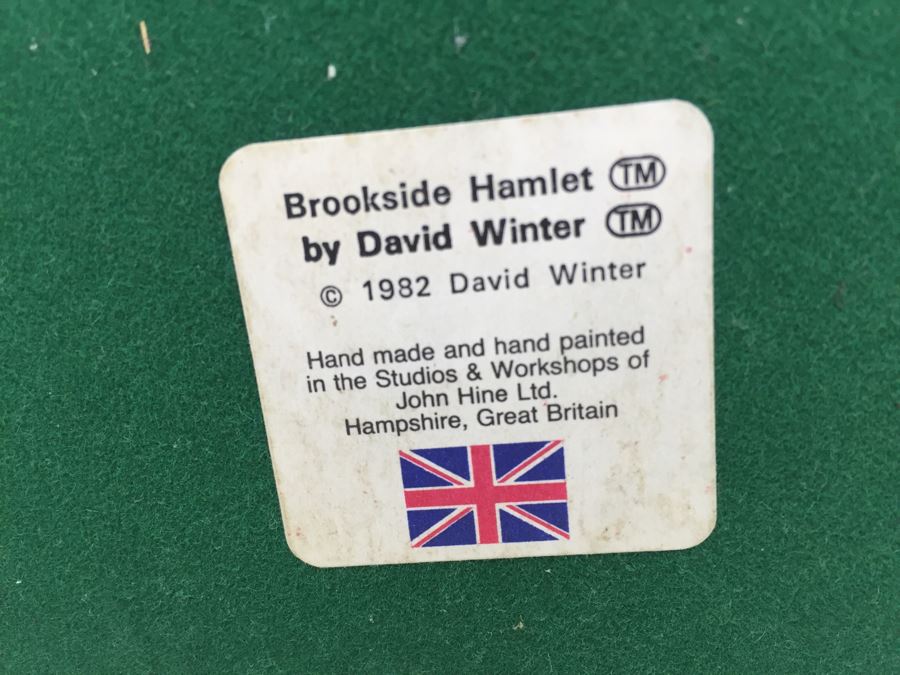 Brookside Hamlet TM
by David Winter TM
© 1982 David Winter
Hand made and hand painted
in the Studios & Workshops of
John Hine Ltd.
Hampshire, Great Britain